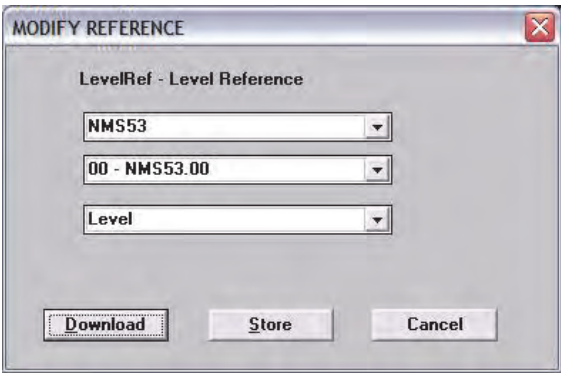 MODIFY REFERENCE
LevelRef - Level Reference
NMS53
00 - NMS53.00
Level
Download Store Cancel